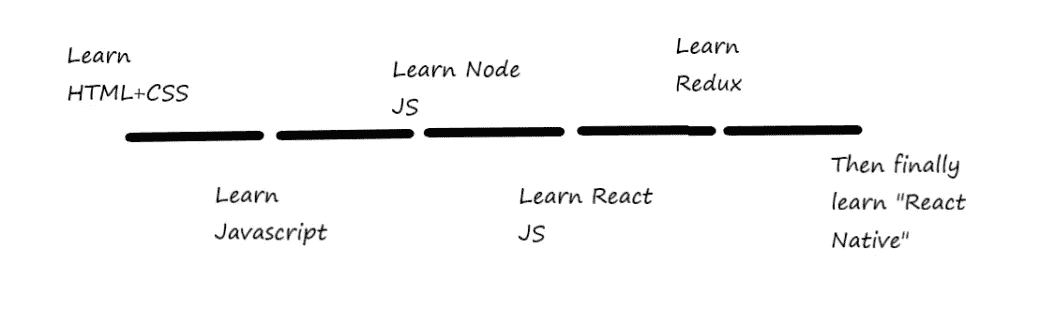 Learn
HTML+CSS
Learn
Javascript
Learn Node
JS
Learn React
JS
Learn
Redux
Then finally
learn "React
Native"